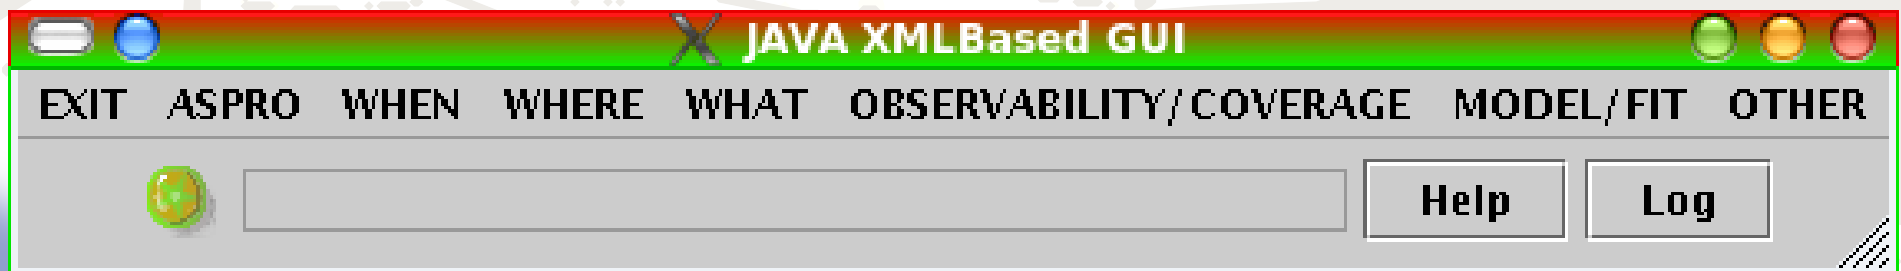 JAVA XMLBased GUI
EXIT ASPRO WHEN WHERE WHAT OBSERVABILITY/COVERAGE MODEL/FIT OTHER
Help Log